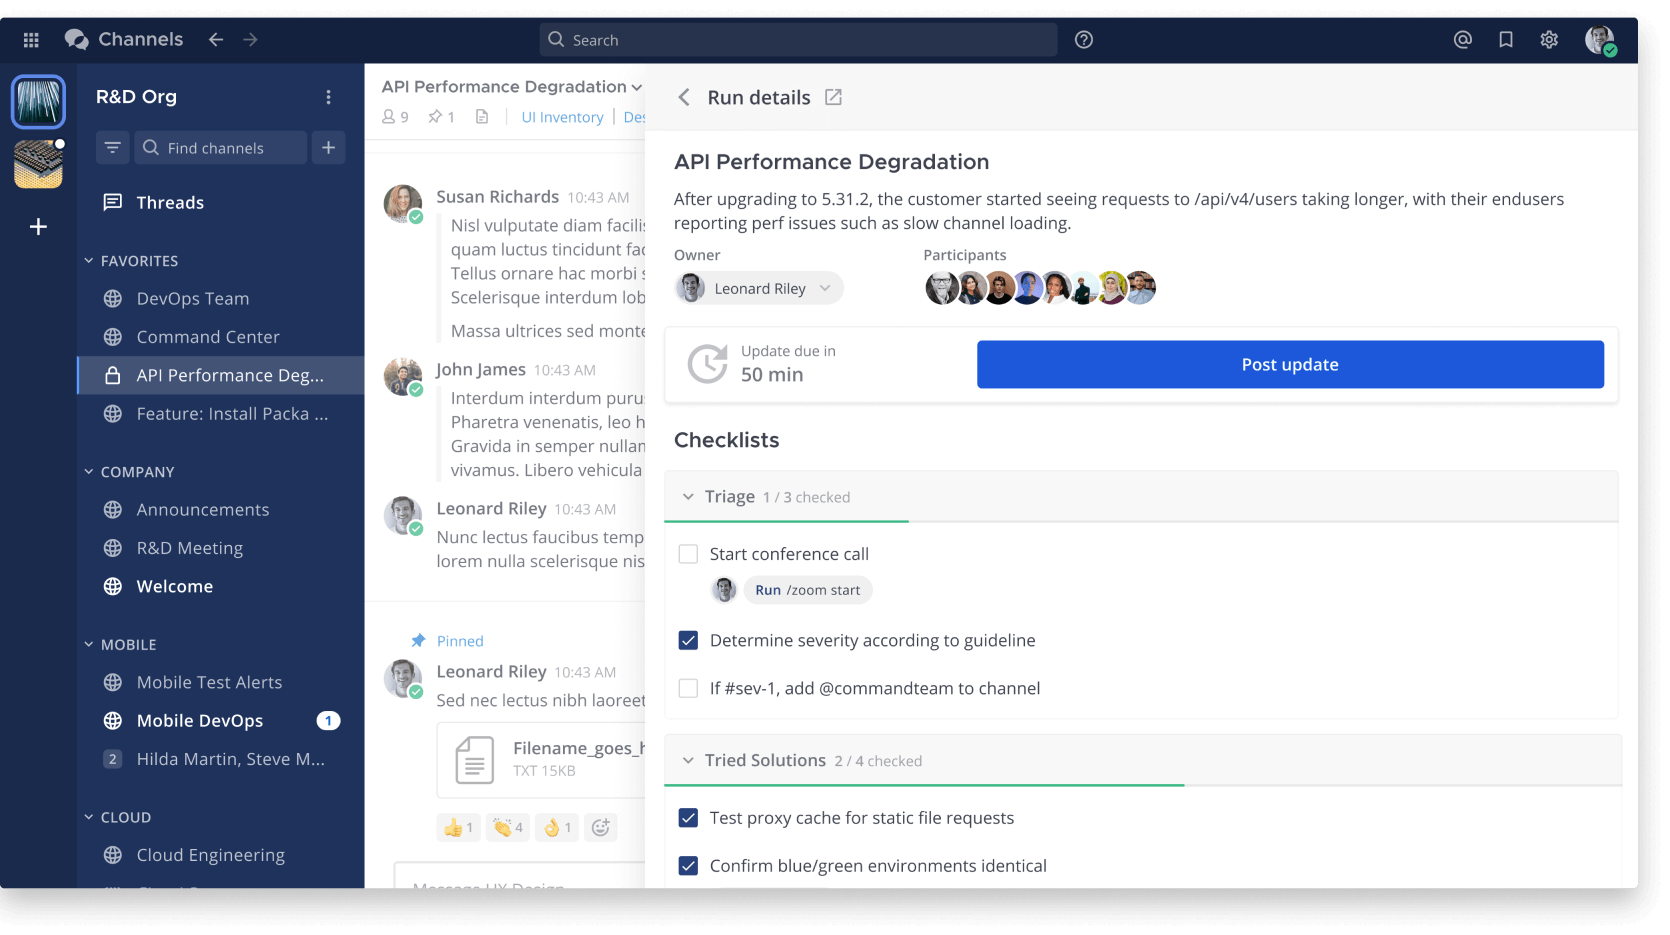 Channels
Search
R&D Org
Find channels
Threads
FAVORITES
DevOps Team
Command Center
API Performance Deg...
Feature: Install Packa ...
COMPANY
Announcements
R&D Meeting
Welcome
MOBILE
Mobile Test Alerts
Mobile DevOps 1
2 Hilda Martin, Steve M...
CLOUD
Cloud Engineering
API Performance Degradation
9 1 UI Inventory Des
Susan Richards 10:43 AM
Nisl vulputate diam facilis
quam luctus tincidunt fac
Tellus ornare hac morbi s
Scelerisque interdum lob
Massa ultrices sed monte
John James 10:43 AM
Interdum interdum purus
Pharetra venenatis, leo h
Gravida in semper nullam
vivamus. Libero vehicula
Leonard Riley 10:43 AM
Nunc lectus faucibus temp
lorem nulla scelerisque nis
Pinned
Leonard Riley 10:43 AM
Sed nec lectus nibh laoreet
Filename_goes_h
TXT 15KB
1 4 1
Message UX Design
Run details
API Performance Degradation
After upgrading to 5.31.2, the customer started seeing requests to /api/v4/users taking longer, with their endusers
reporting perf issues such as slow channel loading.
Owner
Participants
Leonard Riley
Update due in
50 min
Post update
Checklists
Triage 1 / 3 checked
Start conference call
Run /zoom start
Determine severity according to guideline
If #sev-1, add @commandteam to channel
Tried Solutions 2 / 4 checked
Test proxy cache for static file requests
Confirm blue/green environments identical